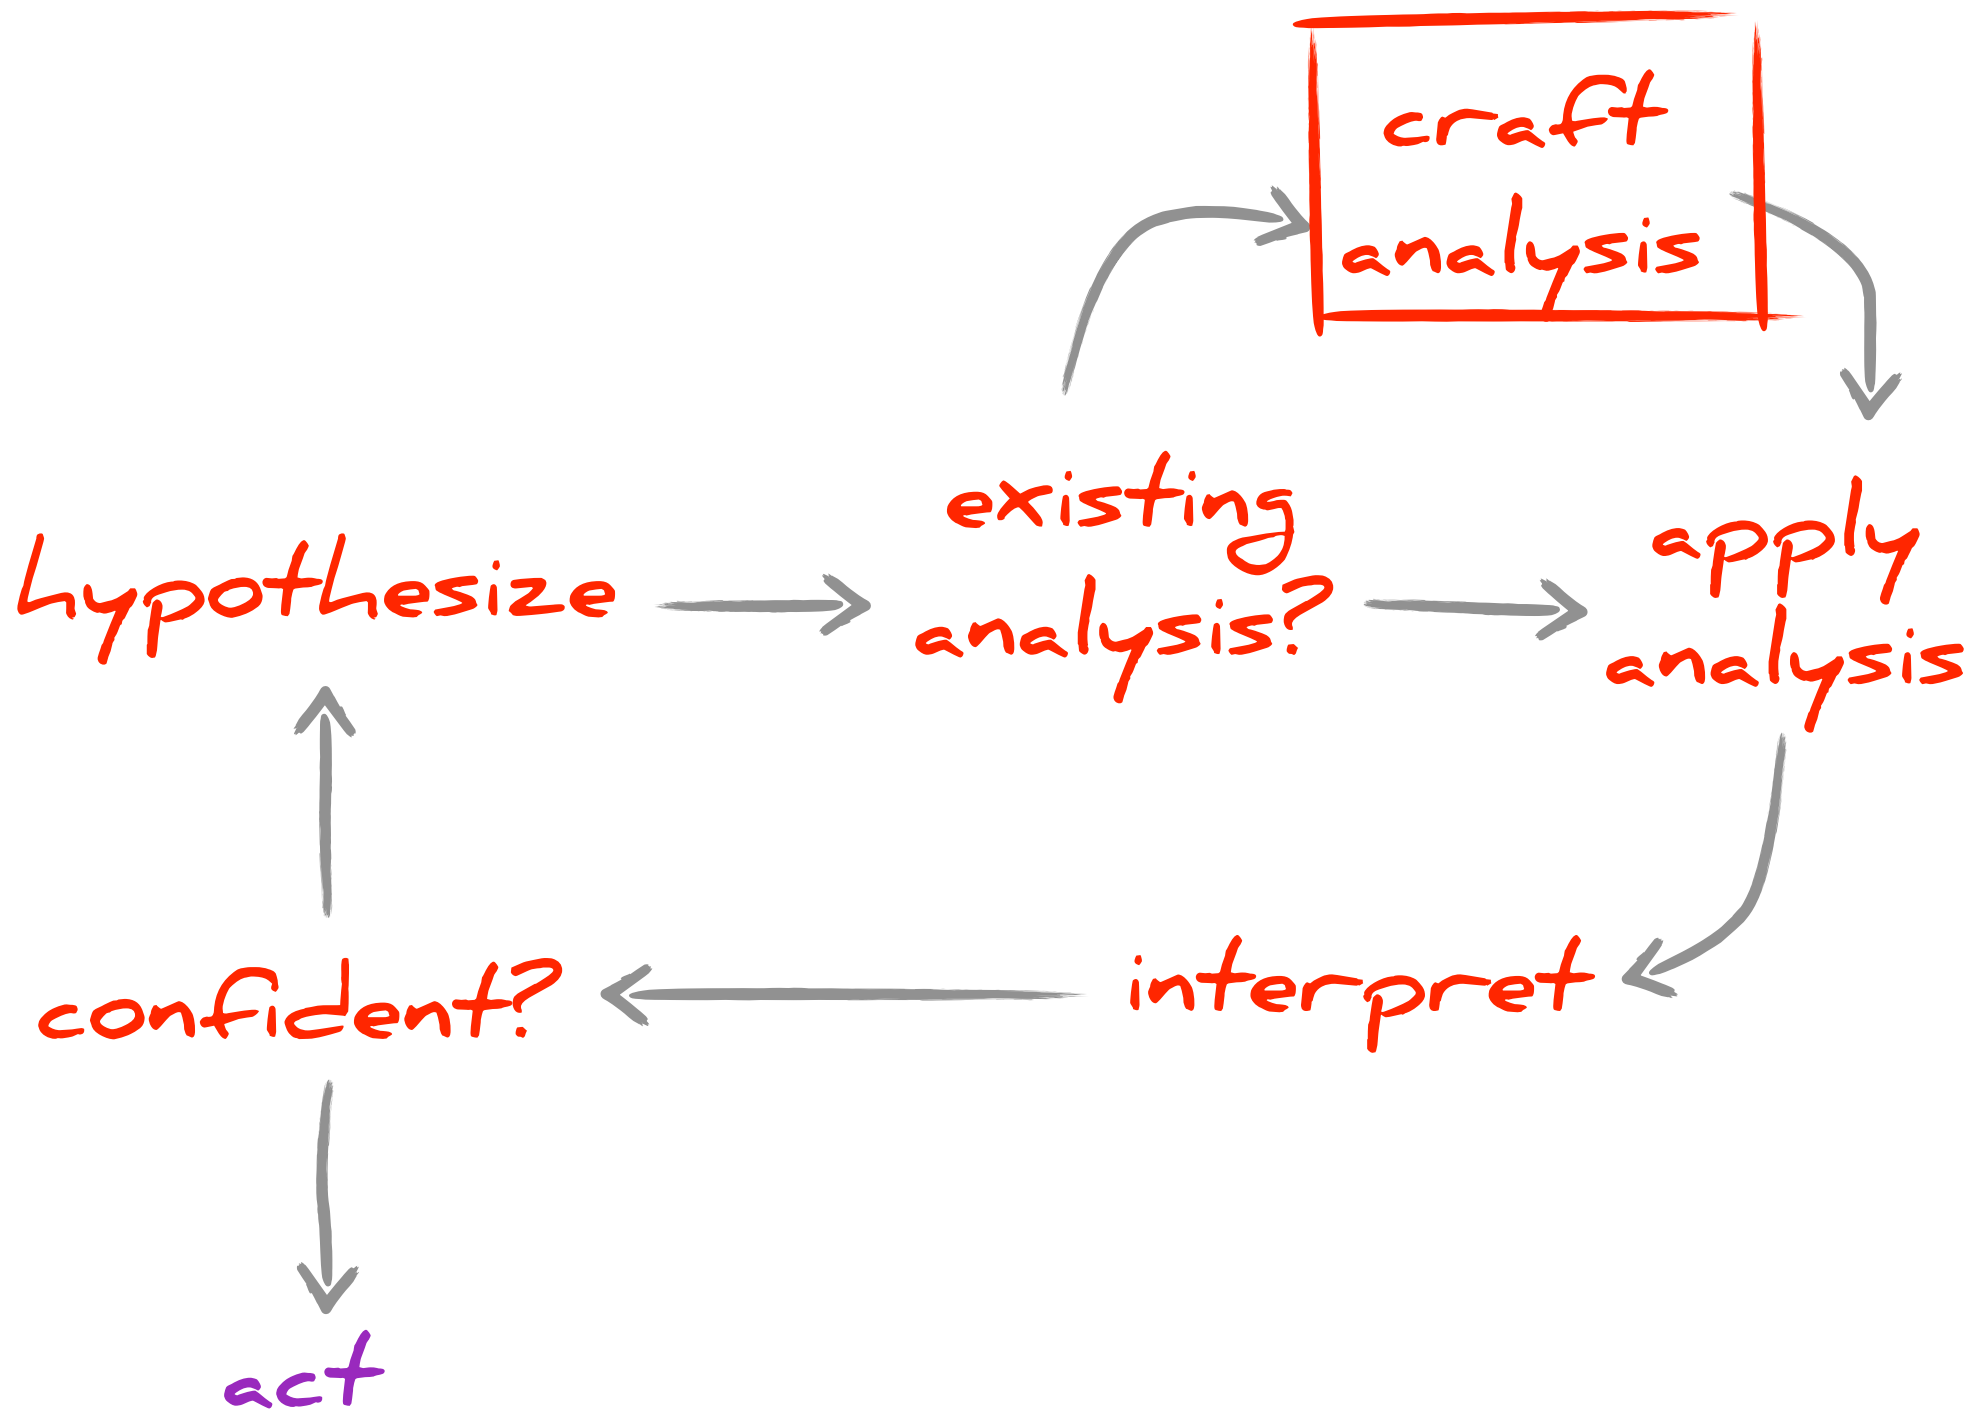 craft
analysis
existing
analysis?
apply
analysis
hypothesize
confident?
interpret
act